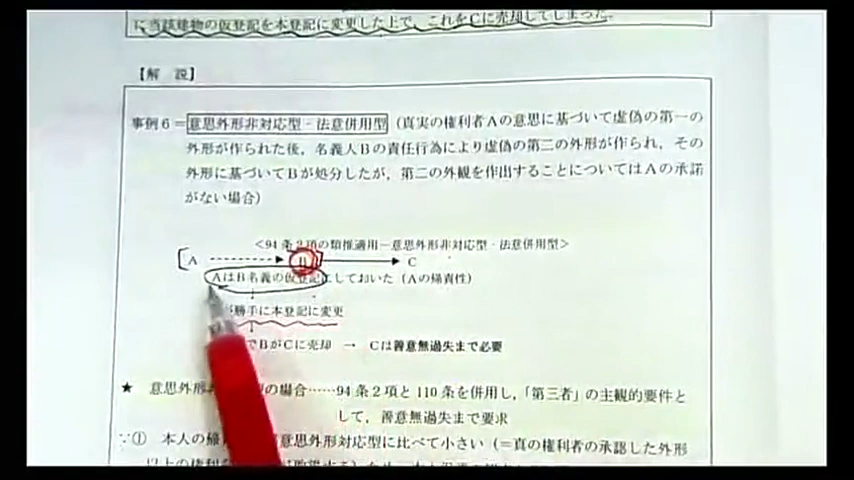 に当該建物の仮登記を本登記に変更した上で，これをCに売却してしまった．
【解　説】
事例6＝意思外形非対応型－法意併用型（真実の権利者Aの意思に基づいて虚偽の第一の
外形が作られた後，名義人Bの責任行為により虚偽の第二の外形が作られ，その
外形に基づいてBが処分したが，第二の外観を作出することについてはAの承諾
がない場合）
＜94条2項の類推適用－意思外形非対応型・法意併用型＞
A B C
AはB名義の仮登記にしておいた（Aの帰責性）
が勝手に本登記に変更
でBがCに売却 → Cは善意無過失まで必要
★ 意思外形 の場合……94条2項と110条を併用し，「第三者」の主観的要件と
して，善意無過失まで要求
∵① 本人の帰 意思外形対応型に比べて小さい（＝真の権利者の承認した外形